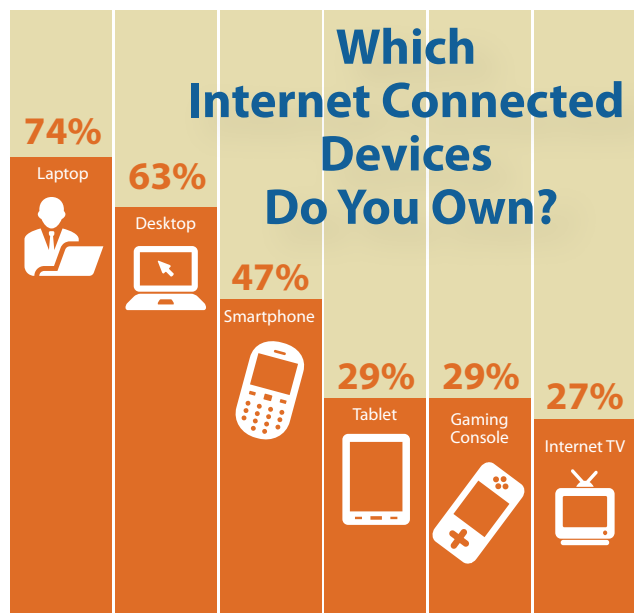 Which
Internet Connected
Devices
Do You Own?
74%
Laptop
63%
Desktop
47%
Smartphone
29%
Tablet
29%
Gaming
Console
27%
Internet TV